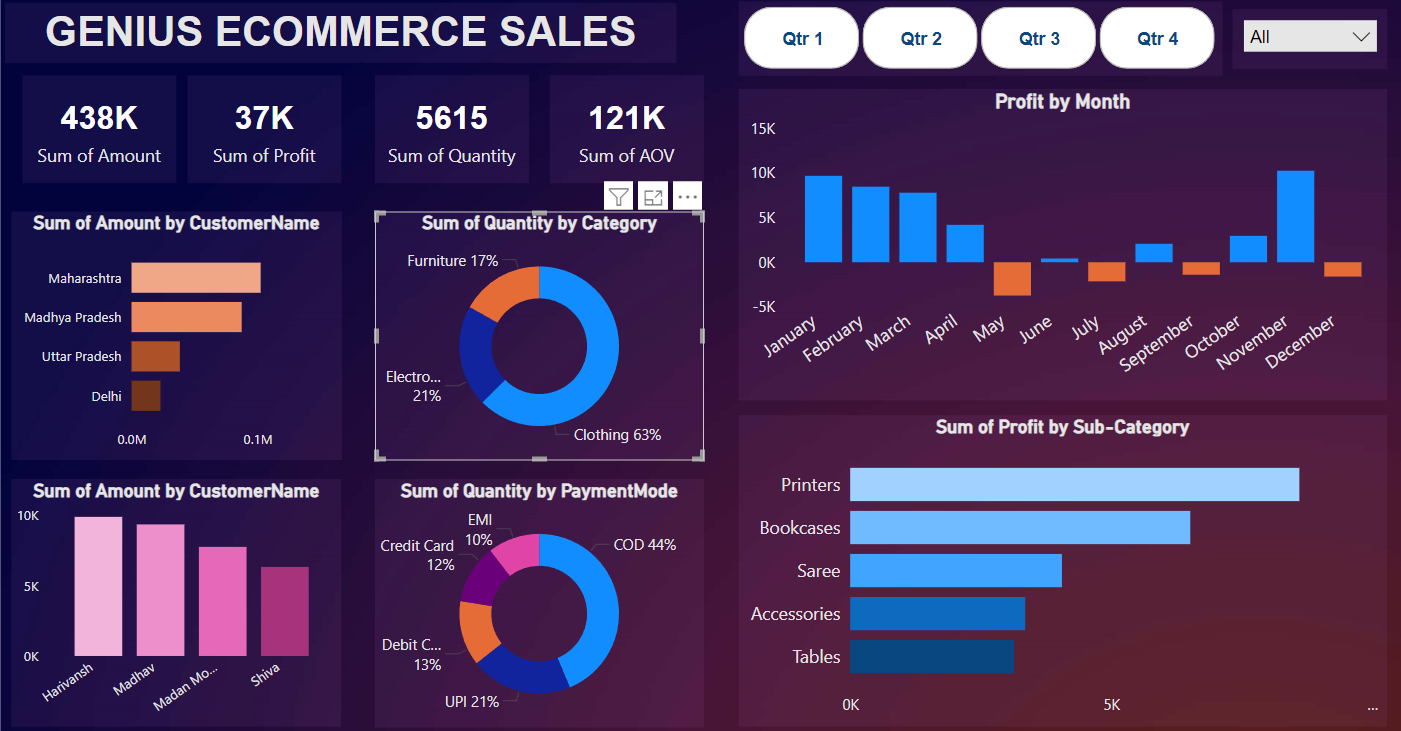 GENIUS ECOMMERCE SALES
Qtr 1
Qtr 2
Qtr 3
Qtr 4
All
438K
Sum of Amount
37K
Sum of Profit
5615
Sum of Quantity
121K
Sum of AOV
Sum of Amount by CustomerName
Maharashtra
Madhya Pradesh
Uttar Pradesh
Delhi
0.0M
0.1M
Sum of Quantity by Category
Furniture 17%
Electro...
21%
Clothing 63%
Profit by Month
15K
10K
5K
0K
-5K
January
February
March
April
May
June
July
August
September
October
November
December
Sum of Amount by CustomerName
10K
5K
0K
Harivansh
Madhav
Madan Mo...
Shiva
Sum of Quantity by PaymentMode
EMI
10%
COD 44%
Credit Card
12%
Debit C...
13%
UPI 21%
Sum of Profit by Sub-Category
Printers
Bookcases
Saree
Accessories
Tables
0K
5K
...